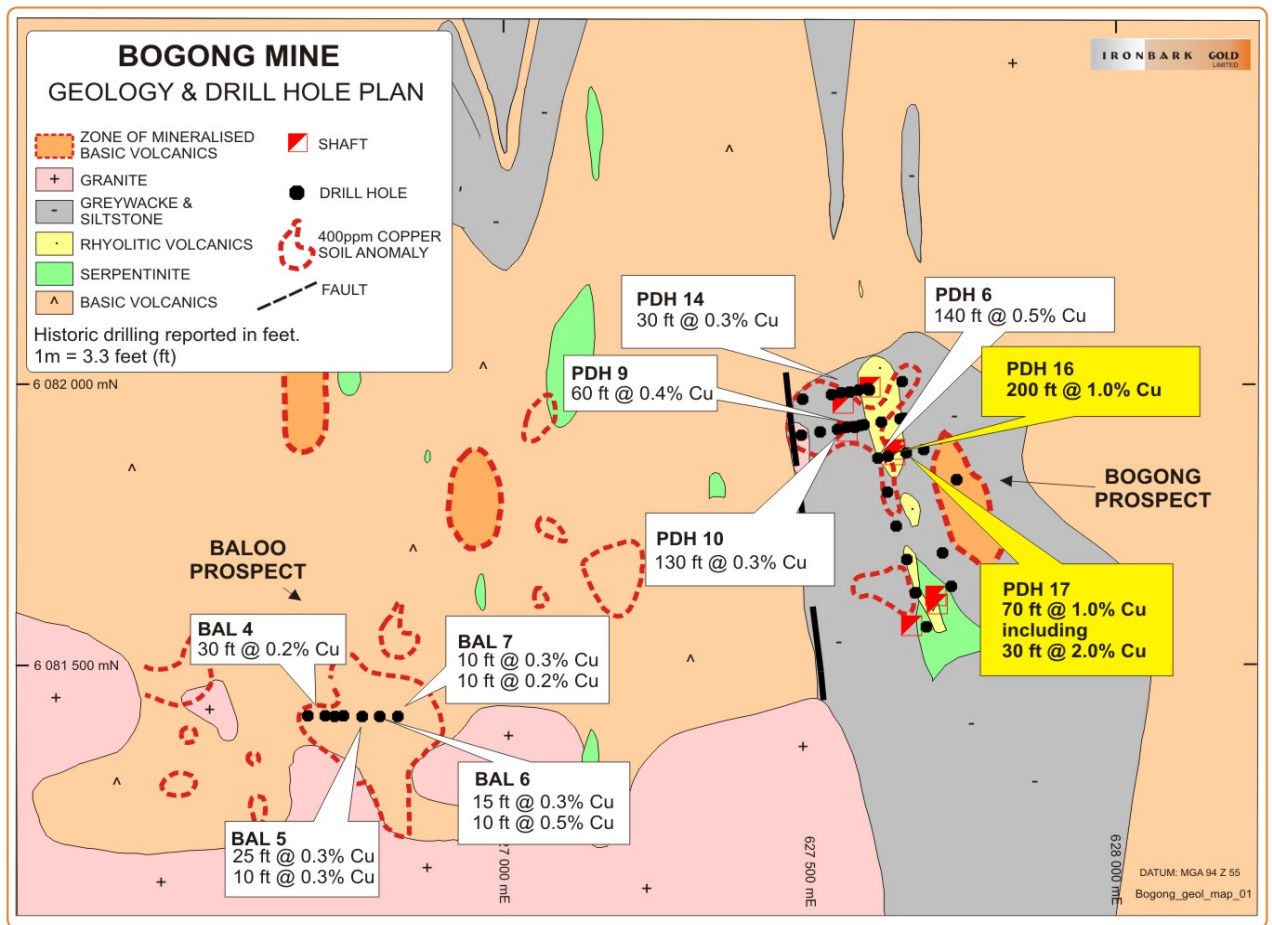 BOGONG MINE
GEOLOGY & DRILL HOLE PLAN
ZONE OF MINERALISED
BASIC VOLCANICS
GRANITE
GREYWACKE &
SILTSTONE
RHYOLITIC VOLCANICS
SERPENTINITE
BASIC VOLCANICS
SHAFT
DRILL HOLE
400ppm COPPER
SOIL ANOMALY
FAULT
Historic drilling reported in feet.
1m = 3.3 feet (ft)
IRONBARK GOLD
LIMITED
PDH 14
30 ft @ 0.3% Cu
PDH 6
140 ft @ 0.5% Cu
PDH 9
60 ft @ 0.4% Cu
PDH 16
200 ft @ 1.0% Cu
6 082 000 mN
BOGONG
PROSPECT
PDH 10
130 ft @ 0.3% Cu
BALOO
PROSPECT
PDH 17
70 ft @ 1.0% Cu
including
30 ft @ 2.0% Cu
BAL 4
30 ft @ 0.2% Cu
BAL 7
10 ft @ 0.3% Cu
10 ft @ 0.2% Cu
6 081 500 mN
BAL 6
15 ft @ 0.3% Cu
10 ft @ 0.5% Cu
BAL 5
25 ft @ 0.3% Cu
10 ft @ 0.3% Cu
7 000 mE
627 500 mE
628 000 mE
DATUM: MGA 94 Z 55
Bogong_geol_map_01